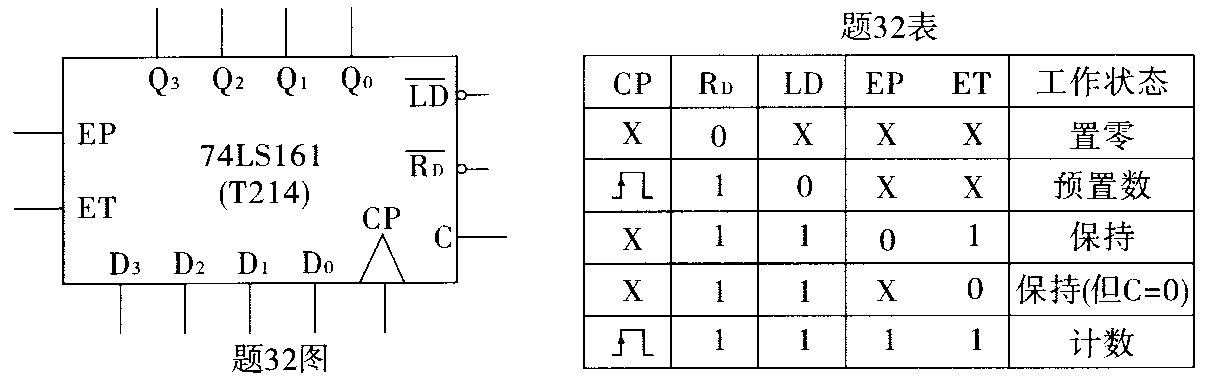 Q3 Q2 Q1 Q0
LD
EP
RD
74LS161
(T214)
ET
CP
C
D3 D2 D1 D0
题32图
题32表
CP RD LD EP ET 工作状态
X 0 X X X 置零
1 0 X X 预置数
X 1 1 0 1 保持
X 1 1 X 0 保持(但C=0)
1 1 1 1 计数